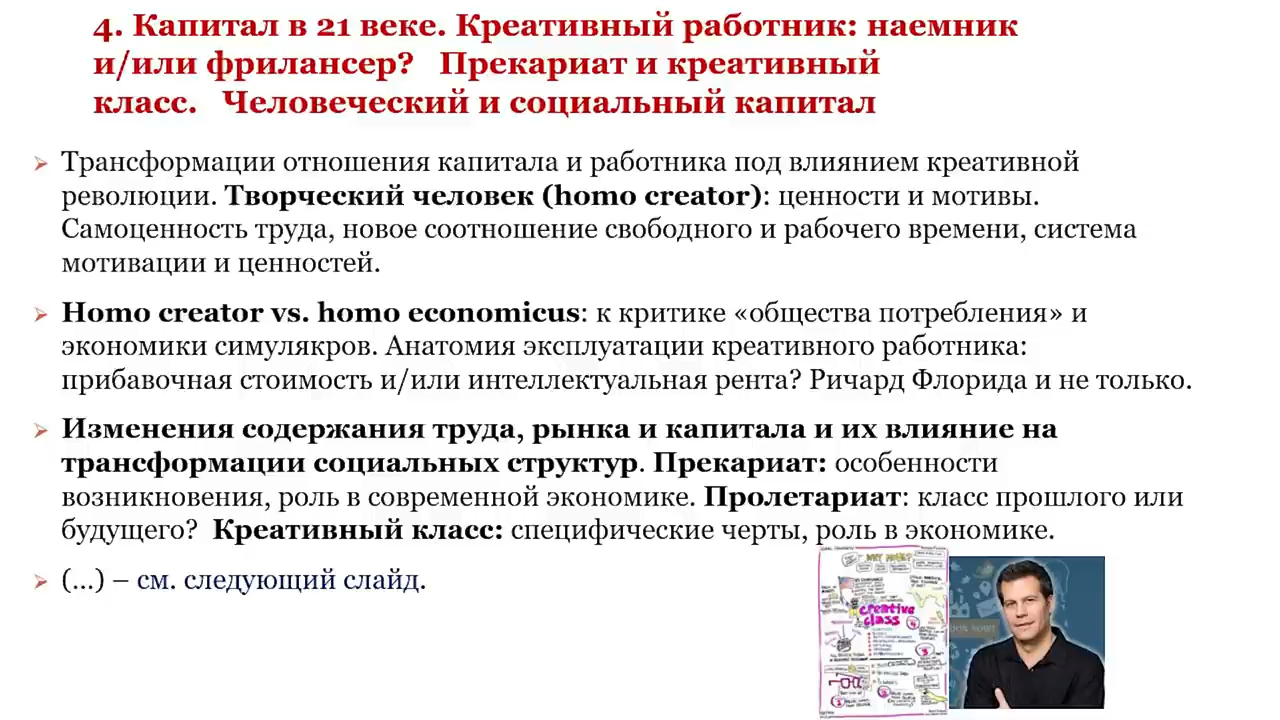 4. Капитал в 21 веке. Креативный работник: наемник
и/или фрилансер? Прекариат и креативный
класс. Человеческий и социальный капитал
Трансформации отношения капитала и работника под влиянием креативной
революции. Творческий человек (homo creator): ценности и мотивы.
Самоценность труда, новое соотношение свободного и рабочего времени, система
мотивации и ценностей.
Homo creator vs. homo economicus: к критике «общества потребления» и
экономики симулякров. Анатомия эксплуатации креативного работника:
прибавочная стоимость и/или интеллектуальная рента? Ричард Флорида и не только.
Изменения содержания труда, рынка и капитала и их влияние на
трансформации социальных структур. Прекариат: особенности
возникновения, роль в современной экономике. Пролетариат: класс прошлого или
будущего? Креативный класс: специфические черты, роль в экономике.
(...) – см. следующий слайд.
creative
class